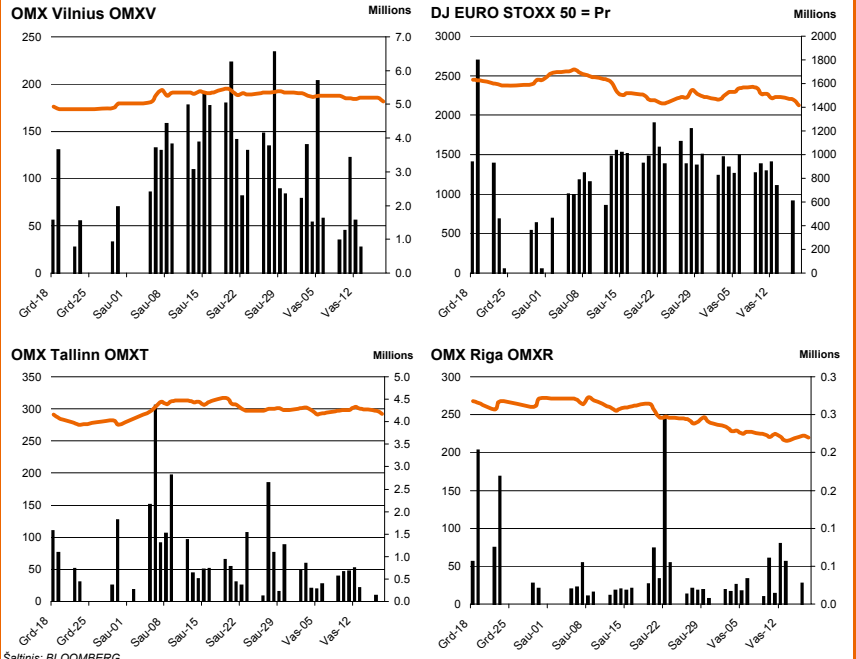 OMX Vilnius OMXV
Millions
250
200
150
100
50
0
7.0
6.0
5.0
4.0
3.0
2.0
1.0
0.0
Grd-18
Grd-25
Sau-01
Sau-08
Sau-15
Sau-22
Sau-29
Vas-05
Vas-12
DJ EURO STOXX 50 = Pr
Millions
3000
2500
2000
1500
1000
500
0
2000
1800
1600
1400
1200
1000
800
600
400
200
0
Grd-18
Grd-25
Sau-01
Sau-08
Sau-15
Sau-22
Sau-29
Vas-05
Vas-12
OMX Tallinn OMXT
Millions
350
300
250
200
150
100
50
0
5.0
4.5
4.0
3.5
3.0
2.5
2.0
1.5
1.0
0.5
0.0
Grd-18
Grd-25
Sau-01
Sau-08
Sau-15
Sau-22
Sau-29
Vas-05
Vas-12
OMX Riga OMXR
Millions
300
250
200
150
100
50
0
0.3
0.3
0.2
0.2
0.1
0.1
0.0
Grd-18
Grd-25
Sau-01
Sau-08
Sau-15
Sau-22
Sau-29
Vas-05
Vas-12
Šaltinis: BLOOMBERG